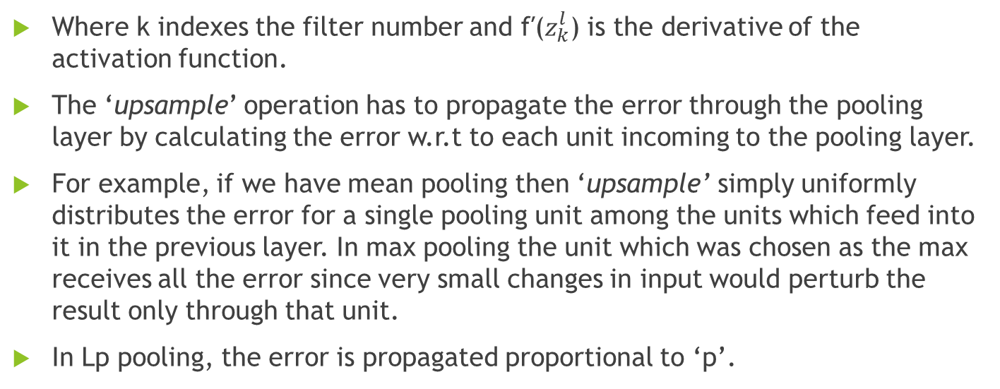 Where k indexes the filter number and f′(z_k^l) is the derivative of the
activation function.
The ‘upsample’ operation has to propagate the error through the pooling
layer by calculating the error w.r.t to each unit incoming to the pooling layer.
For example, if we have mean pooling then ‘upsample’ simply uniformly
distributes the error for a single pooling unit among the units which feed into
it in the previous layer. In max pooling the unit which was chosen as the max
receives all the error since very small changes in input would perturb the
result only through that unit.
In Lp pooling, the error is propagated proportional to ‘p’.